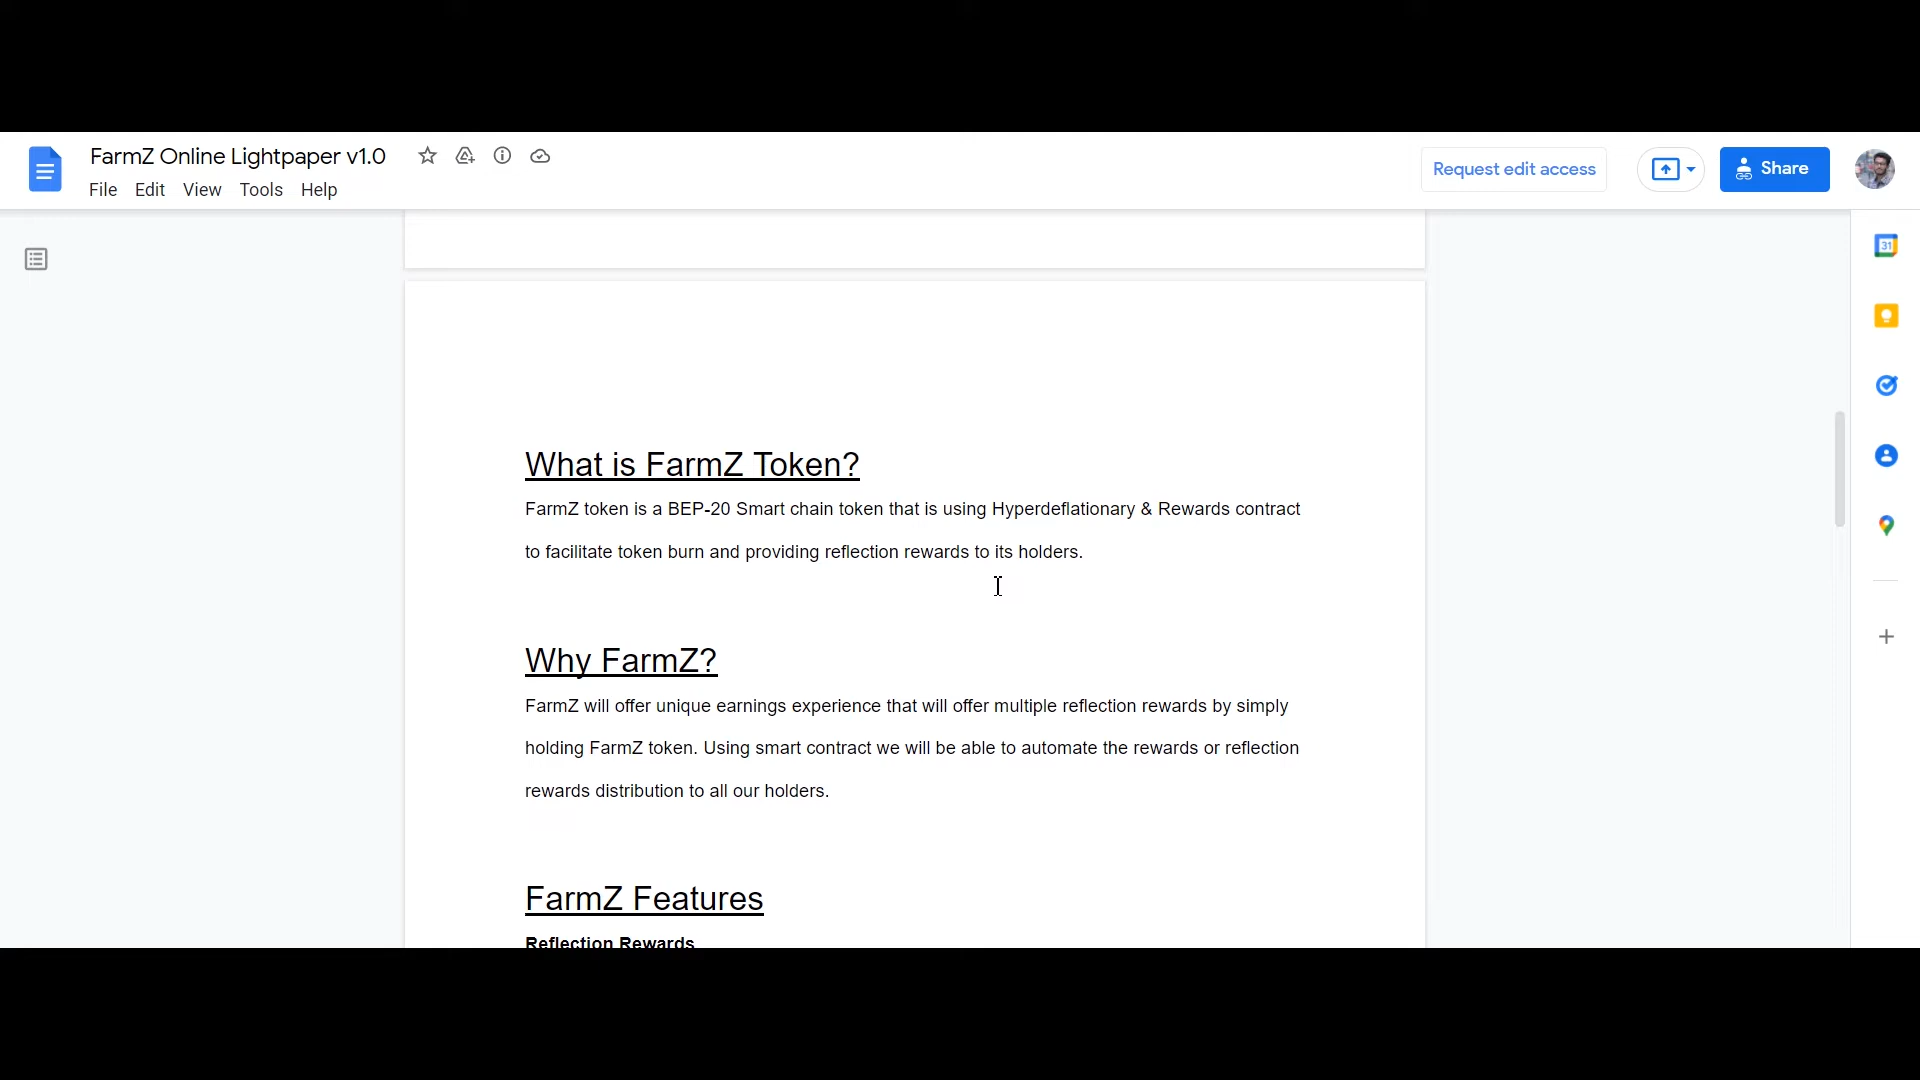 FarmZ Online Lightpaper v1.0
File Edit View Tools Help
Request edit access
Share
31
What is FarmZ Token?
FarmZ token is a BEP-20 Smart chain token that is using Hyperdeflationary & Rewards contract
to facilitate token burn and providing reflection rewards to its holders.
Why FarmZ?
FarmZ will offer unique earnings experience that will offer multiple reflection rewards by simply
holding FarmZ token. Using smart contract we will be able to automate the rewards or reflection
rewards distribution to all our holders.
FarmZ Features
Reflection Rewards